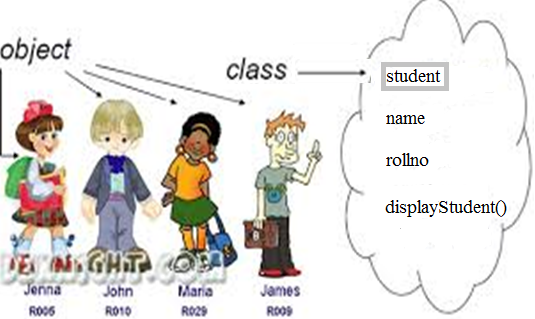 object
class
student
name
rollno
displayStudent()
Jenna John Maria James
R005 R010 R029 R009